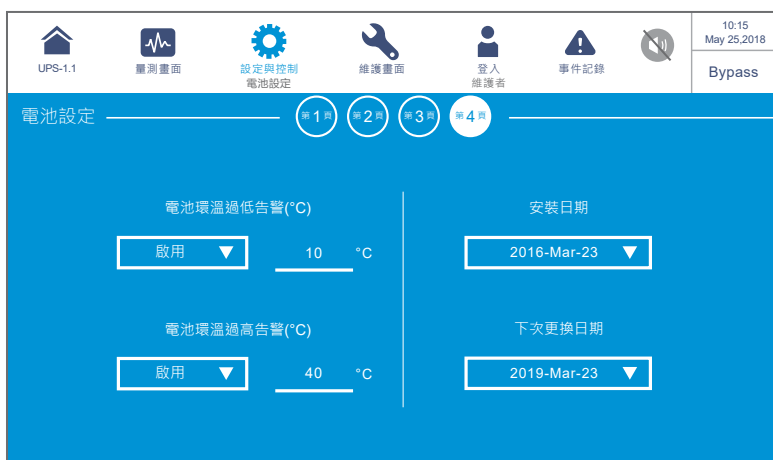 UPS-1.1
量測畫面
設定與控制
電池設定
維護畫面
登入
維護者
事件記錄
10:15
May 25,2018
Bypass
電池設定
第1頁 第2頁 第3頁 第4頁
電池環溫過低告警(°C)
啟用 10 °C
安裝日期
2016-Mar-23
電池環溫過高告警(°C)
啟用 40 °C
下次更換日期
2019-Mar-23